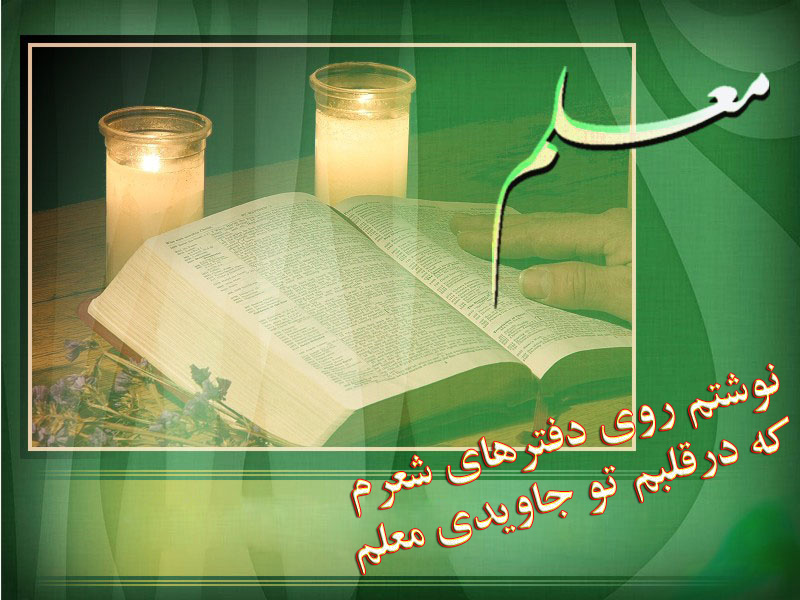 معلم
نوشتم روی دفترهای شعرم
که درقلبم تو جاویدی معلم